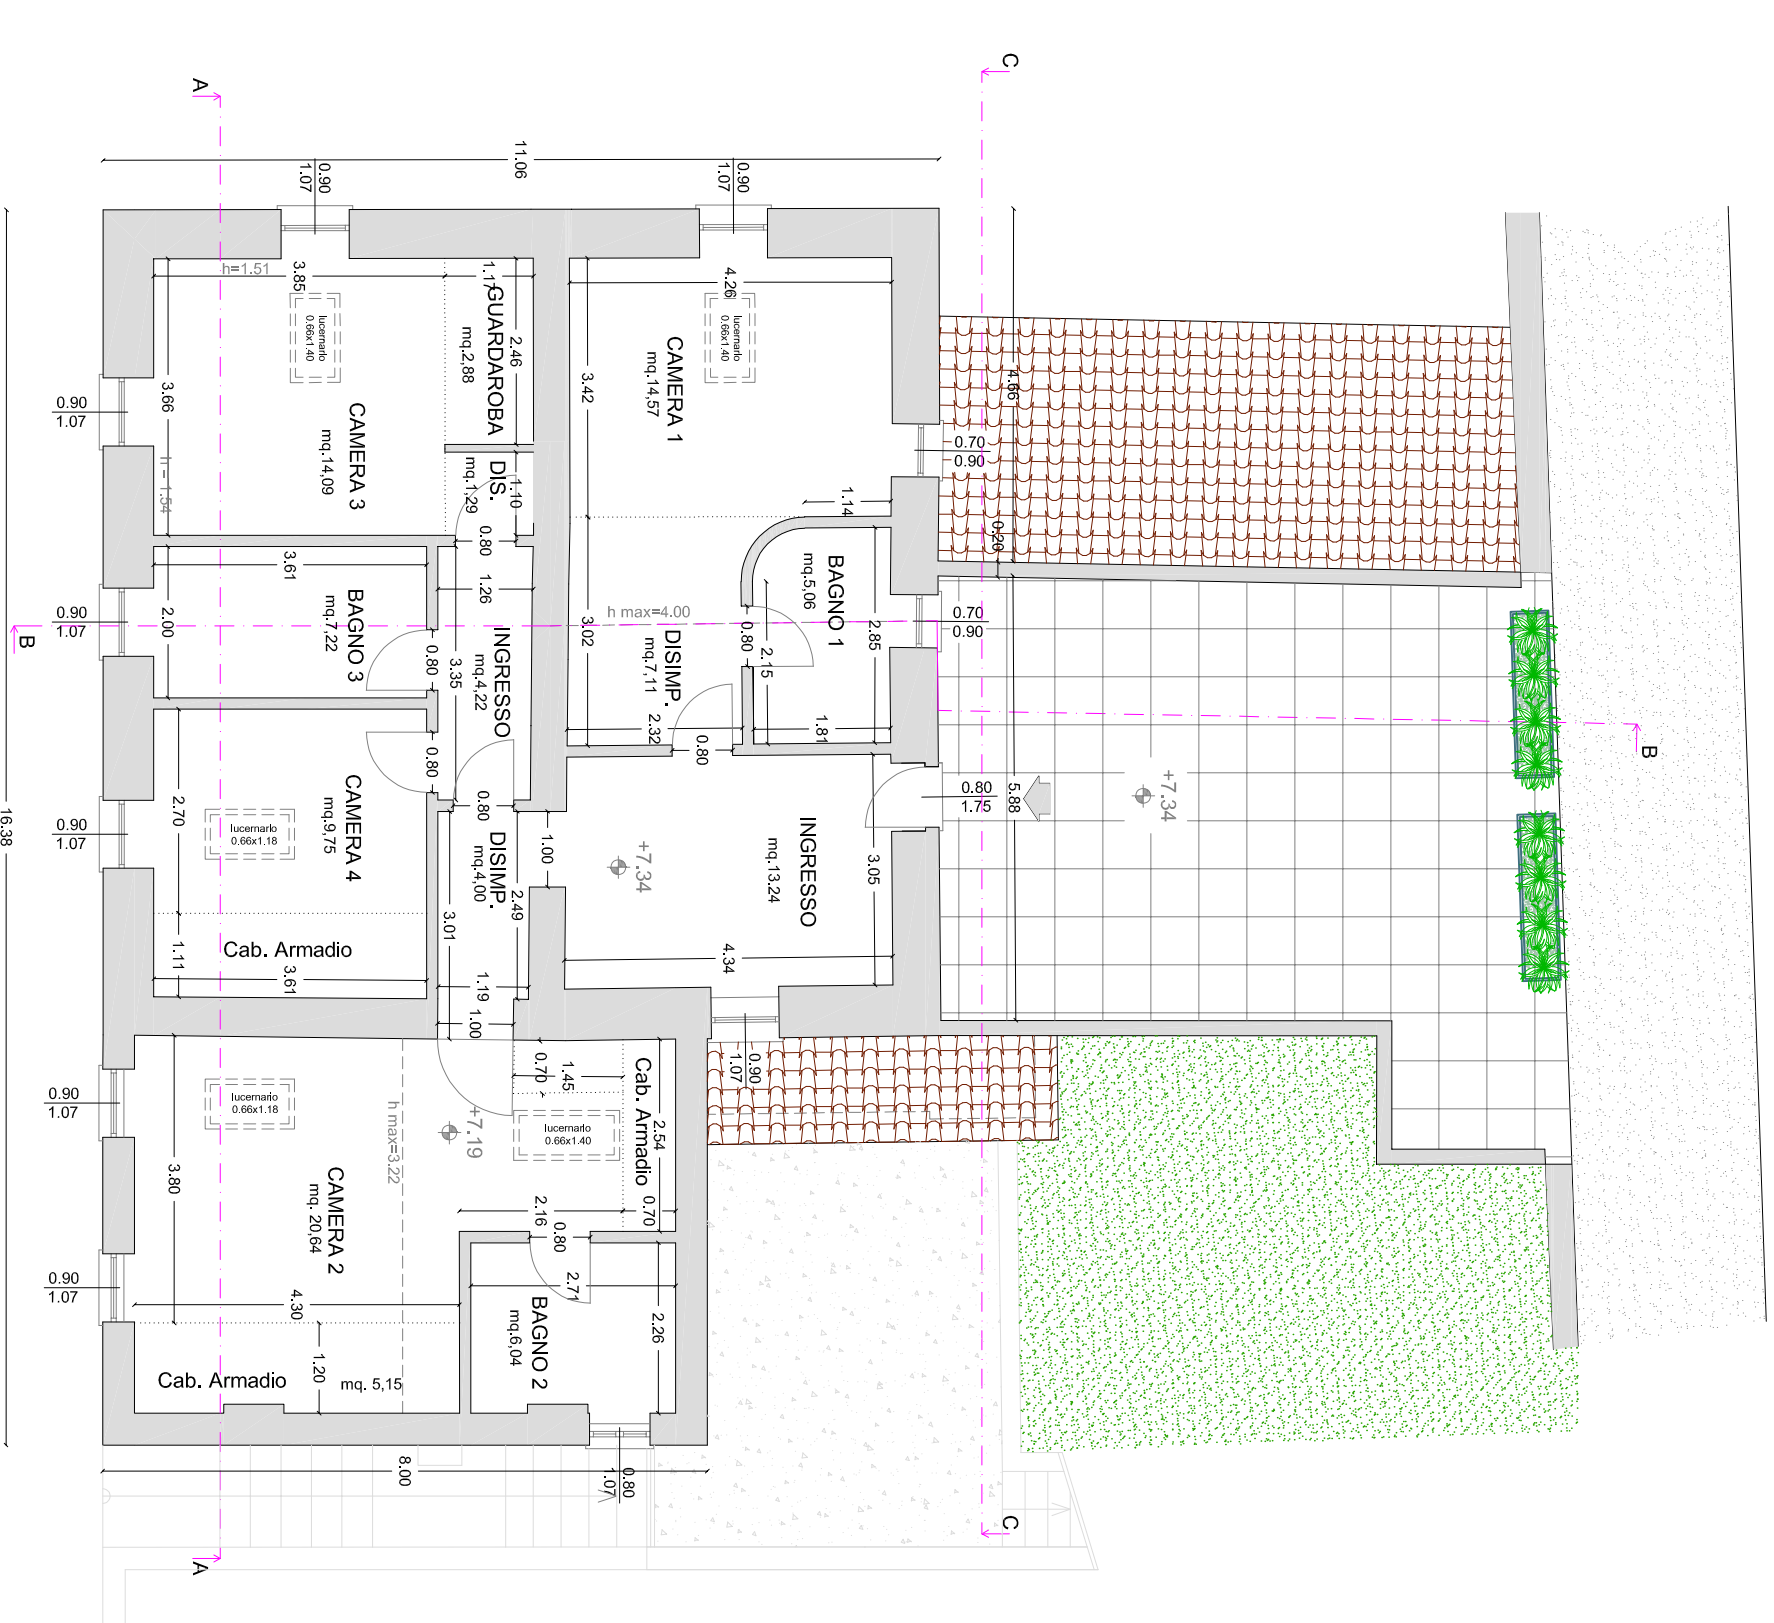 C
A
11.06
0.90
1.07
0.90
1.07
h=1.51
3.85
1.17
GUARDAROBA
mq.2,88
2.46
lucernario
0.66x1.40
4.26
lucernario
0.66x1.40
CAMERA 1
mq.14,57
3.42
4.66
3.66
0.90
1.07
CAMERA 3
mq.14,09
h= 1.54
DIS.
mq.1,29
1.10
0.80
0.70
0.90
1.14
0.20
3.61
1.26
BAGNO 1
mq.5,06
2.00
0.90
1.07
BAGNO 3
mq.7,22
0.80
3.35
INGRESSO
mq.4,22
h max=4.00
3.02
DISIMP.
mq.7,11
0.80
2.15
2.85
0.70
0.90
B
B
2.32
1.81
0.80
0.80
2.70
0.90
1.07
CAMERA 4
mq.9,75
lucernario
0.66x1.18
0.80
DISIMP.
mq.4,00
1.00
2.49
+7.34
INGRESSO
mq.13.24
3.05
0.80
1.75
5.88
+7.34
16.38
1.11
Cab. Armadio
3.61
3.01
1.19
1.00
4.34
0.90
1.07
lucernario
0.66x1.18
0.90
1.07
h max=3.22
+7.19
0.70
1.45
lucernario
0.66x1.40
Cab. Armadio
2.54
0.70
3.80
CAMERA 2
mq. 20,64
2.16
0.80
2.71
0.90
1.07
4.30
1.20
BAGNO 2
mq.6,04
2.26
Cab. Armadio
mq. 5,15
8.00
0.80
1.07
C
A